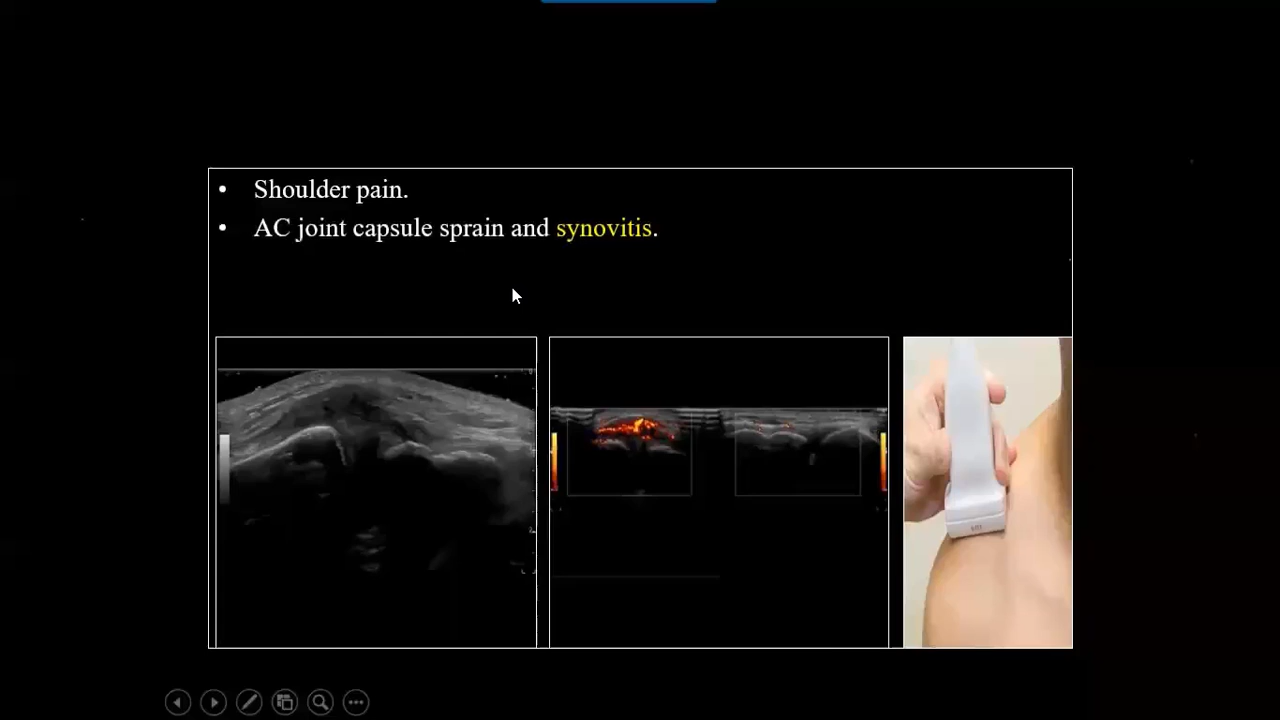 • Shoulder pain.
• AC joint capsule sprain and synovitis.